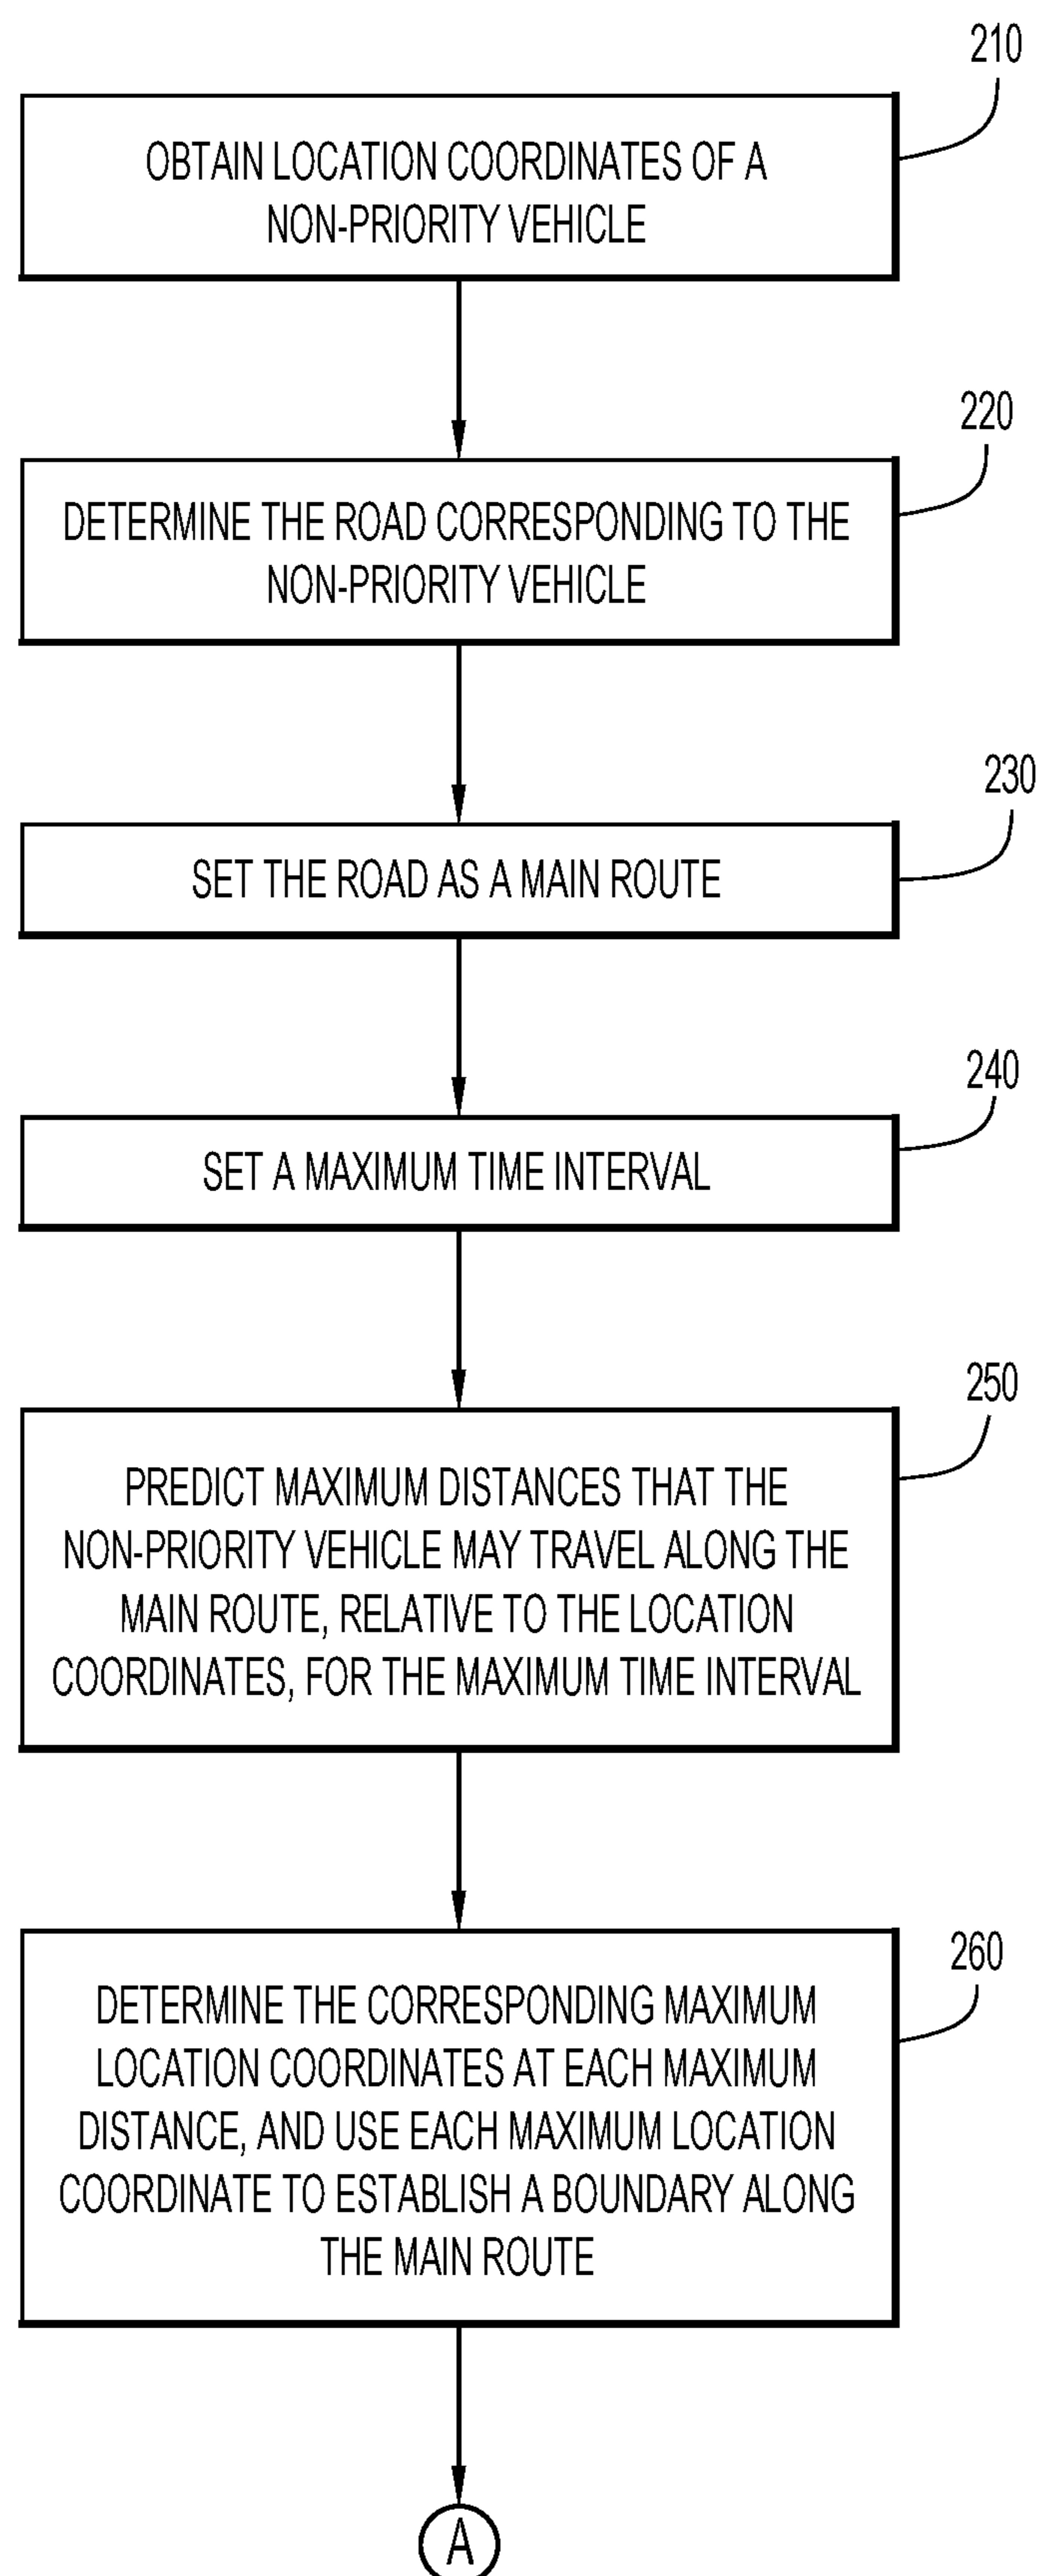 210
OBTAIN LOCATION COORDINATES OF A
NON-PRIORITY VEHICLE
220
DETERMINE THE ROAD CORRESPONDING TO THE
NON-PRIORITY VEHICLE
230
SET THE ROAD AS A MAIN ROUTE
240
SET A MAXIMUM TIME INTERVAL
250
PREDICT MAXIMUM DISTANCES THAT THE
NON-PRIORITY VEHICLE MAY TRAVEL ALONG THE
MAIN ROUTE, RELATIVE TO THE LOCATION
COORDINATES, FOR THE MAXIMUM TIME INTERVAL
260
DETERMINE THE CORRESPONDING MAXIMUM
LOCATION COORDINATES AT EACH MAXIMUM
DISTANCE, AND USE EACH MAXIMUM LOCATION
COORDINATE TO ESTABLISH A BOUNDARY ALONG
THE MAIN ROUTE
A